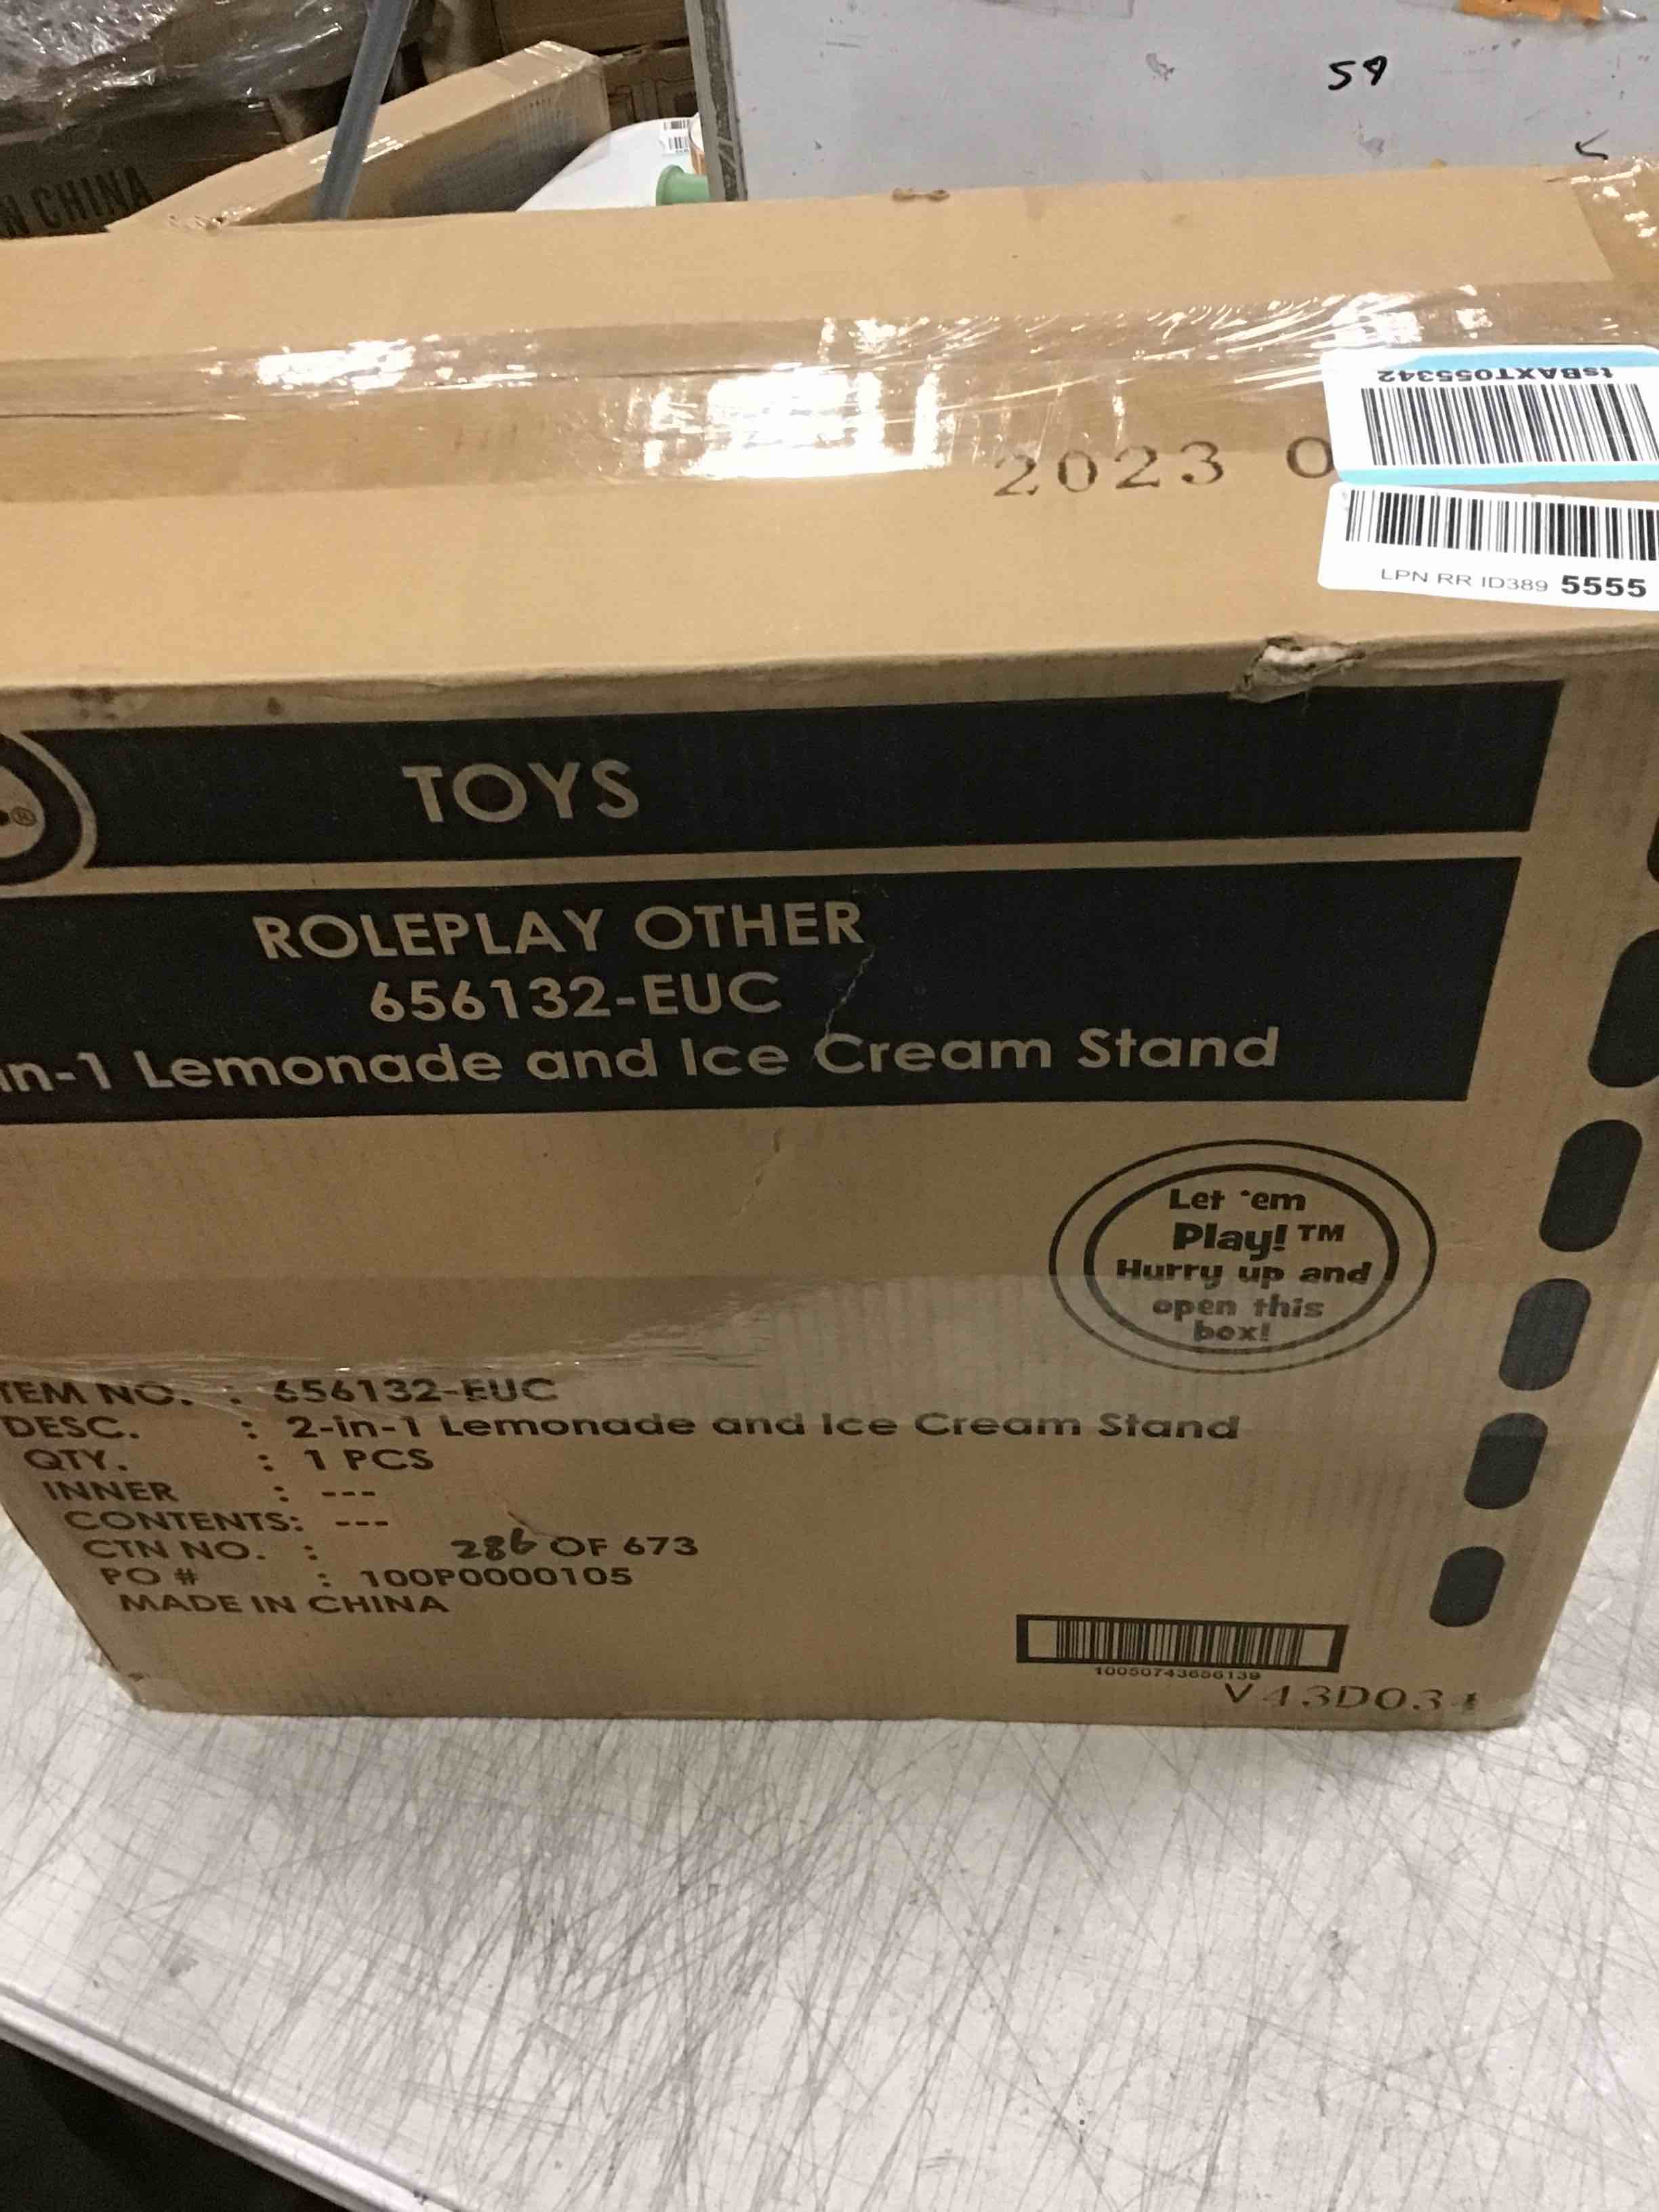 59
N CHINA
tsBAXT055342
2023 0
LPN RR ID389 5555
®
TOYS
ROLEPLAY OTHER
656132-EUC
in-1 Lemonade and Ice Cream Stand
Let 'em
Play!™
Hurry up and
open this
box!
TEM NO. : 656132-EUC
DESC. : 2-in-1 Lemonade and Ice Cream Stand
QTY. : 1 PCS
INNER : ---
CONTENTS: ---
CTN NO. : 286 OF 673
PO # : 100P0000105
MADE IN CHINA
10050743656139
V43D034